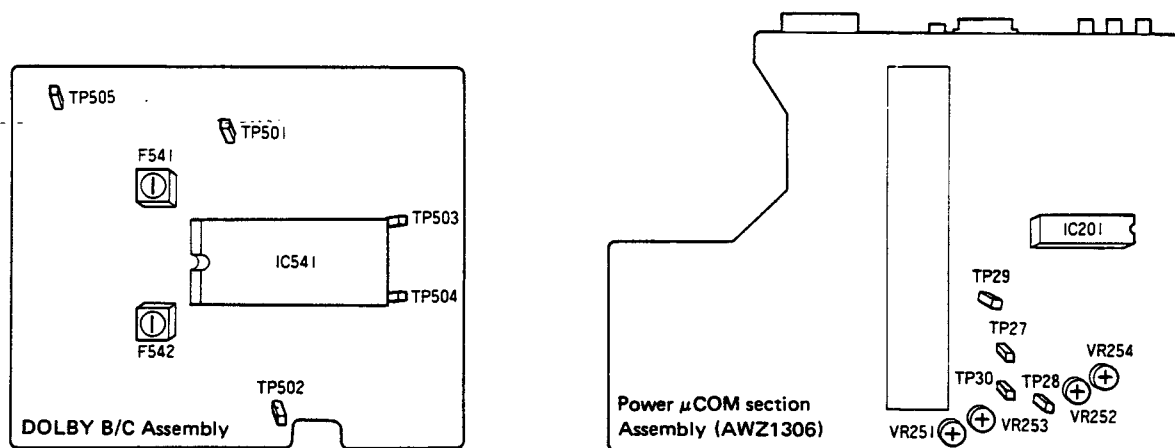 TP505
TP501
F541
TP503
IC541
TP504
F542
TP502
DOLBY B/C Assembly
IC201
TP29
TP27
VR254
TP30
TP28
VR252
VR253
VR251
Power μCOM section
Assembly (AWZ1306)